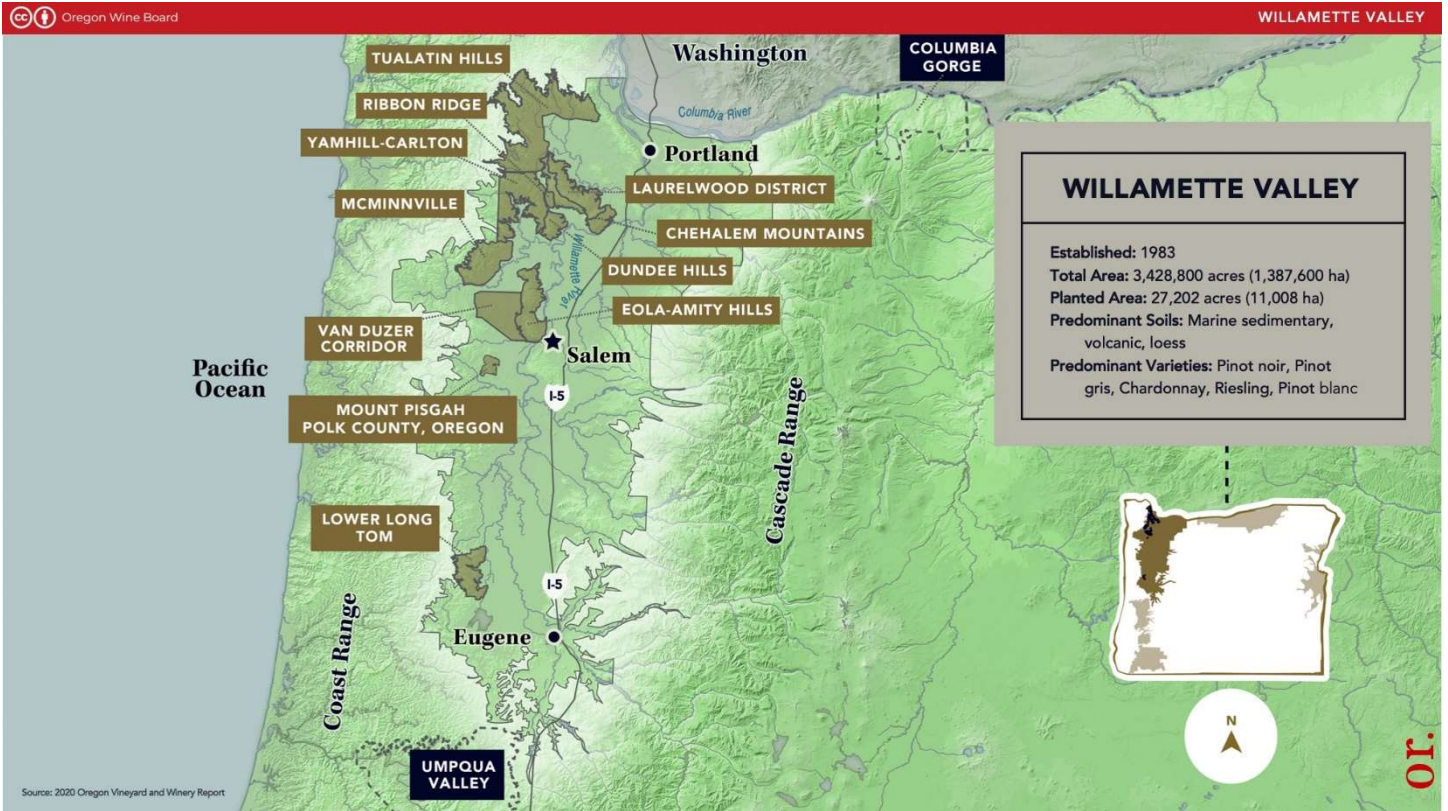 cc Oregon Wine Board
WILLAMETTE VALLEY
TUALATIN HILLS
RIBBON RIDGE
YAMHILL-CARLTON
MCMINNVILLE
Washington
COLUMBIA
GORGE
Columbia River
Portland
LAURELWOOD DISTRICT
CHEHALEM MOUNTAINS
DUNDEE HILLS
Willamette River
EOLA-AMITY HILLS
VAN DUZER
CORRIDOR
Salem
Pacific
Ocean
I-5
MOUNT PISGAH
POLK COUNTY, OREGON
Cascade Range
LOWER LONG
TOM
I-5
Eugene
Coast Range
UMPQUA
VALLEY
WILLAMETTE VALLEY
Established: 1983
Total Area: 3,428,800 acres (1,387,600 ha)
Planted Area: 27,202 acres (11,008 ha)
Predominant Soils: Marine sedimentary,
volcanic, loess
Predominant Varieties: Pinot noir, Pinot
gris, Chardonnay, Riesling, Pinot blanc
N
or.
Source: 2020 Oregon Vineyard and Winery Report